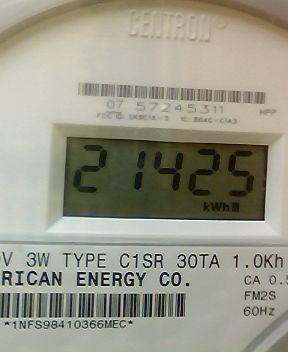 CENTRON®
07 57245311
HPP
21425
kWh
V 3W TYPE C1SR 30TA 1.0Kh
RICAN ENERGY CO.
CA 0.5
FM2S
60Hz
*1NFS98410366MEC*